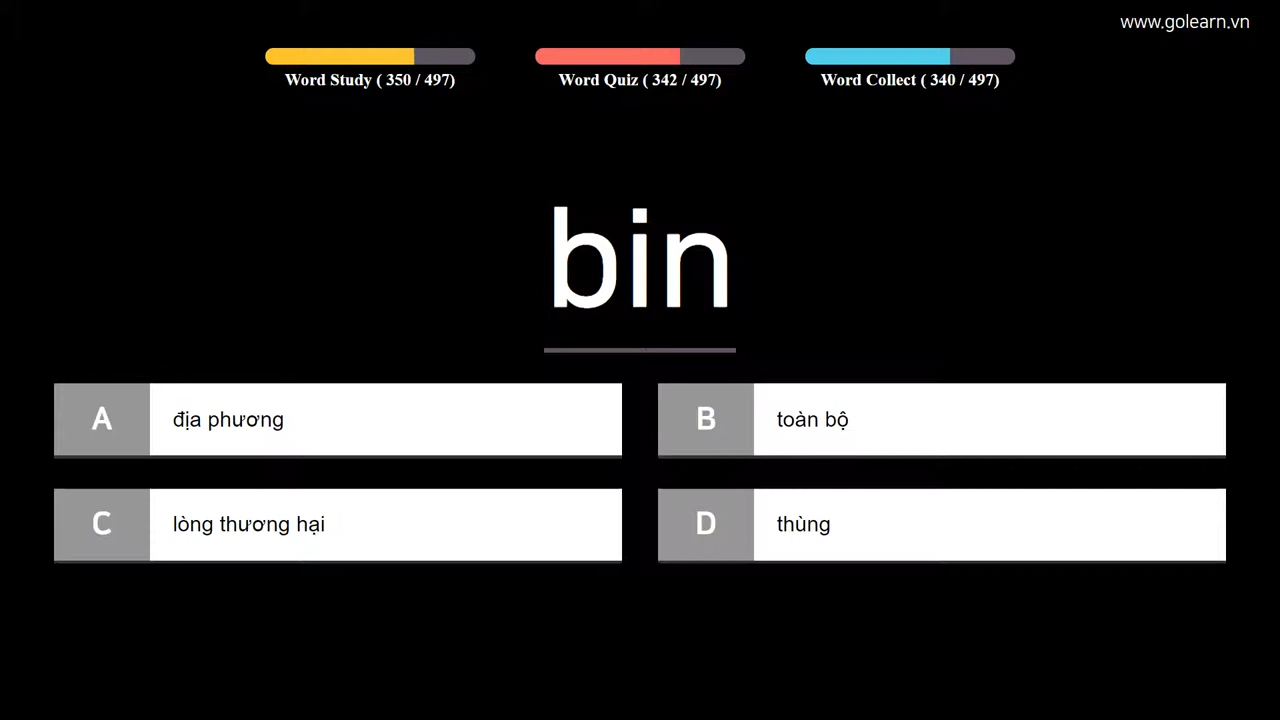 www.golearn.vn
Word Study ( 350 / 497)
Word Quiz ( 342 / 497)
Word Collect ( 340 / 497)
bin
A địa phương
B toàn bộ
C lòng thương hại
D thùng